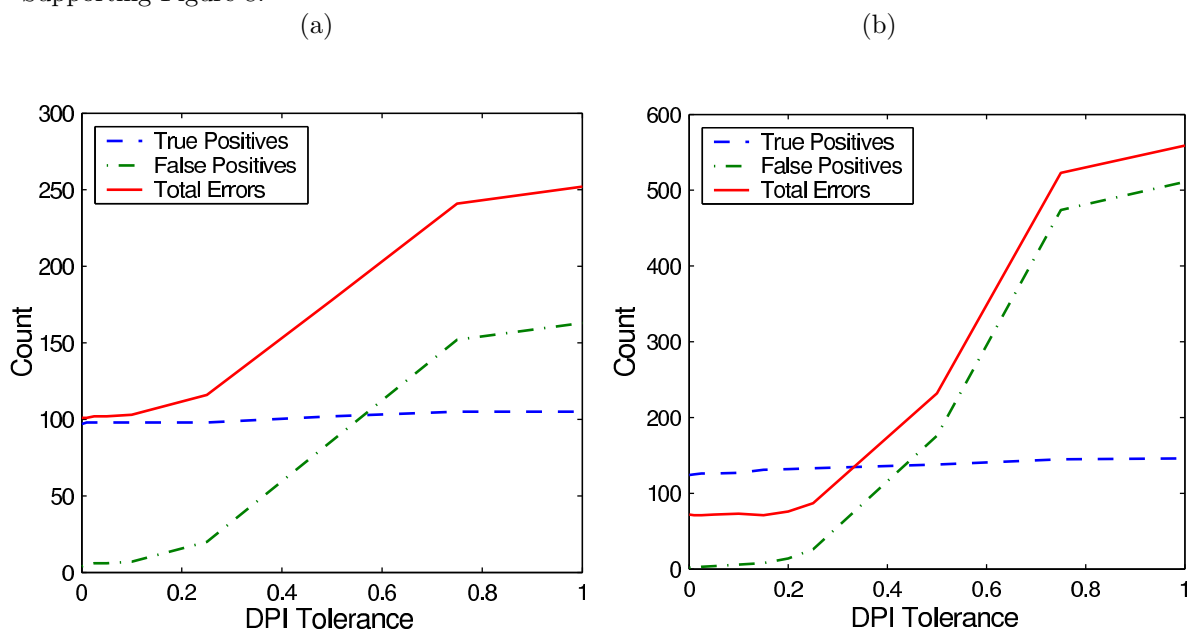 (a)
(b)
300
250
200
150
100
50
0
Count
True Positives
False Positives
Total Errors
0
0.2
0.4
0.6
0.8
1
DPI Tolerance
600
500
400
300
200
100
0
Count
True Positives
False Positives
Total Errors
0
0.2
0.4
0.6
0.8
1
DPI Tolerance